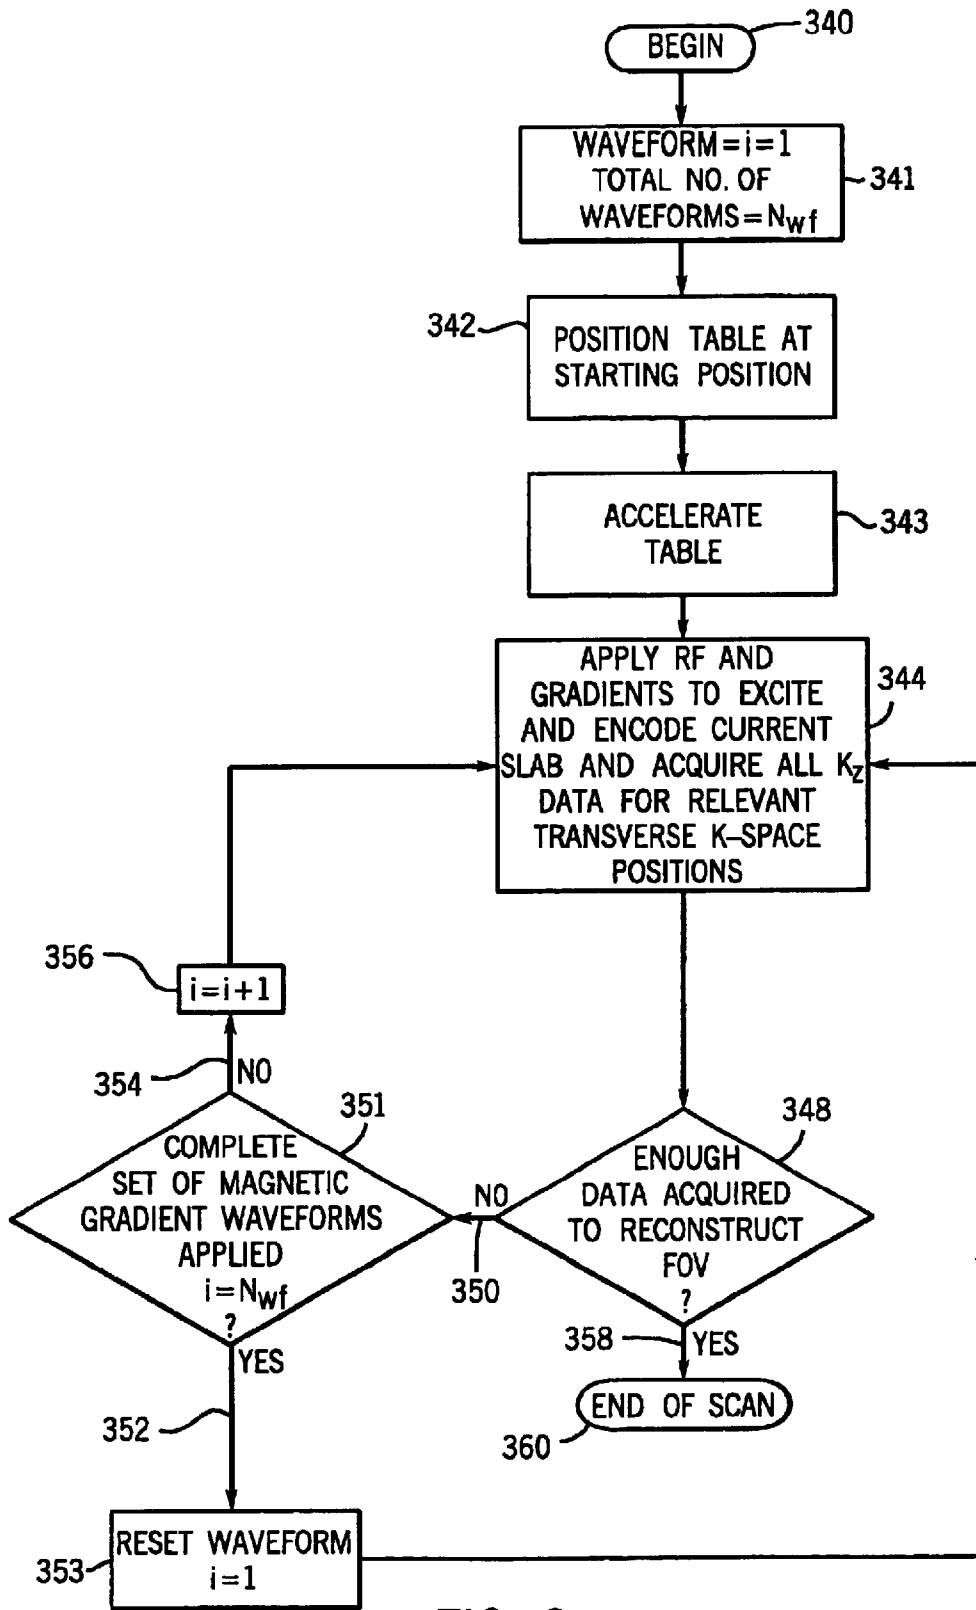 340
BEGIN
WAVEFORM=i=1
TOTAL NO. OF
WAVEFORMS=Nwf
341
342
POSITION TABLE AT
STARTING POSITION
ACCELERATE
TABLE
343
APPLY RF AND
GRADIENTS TO EXCITE
AND ENCODE CURRENT
SLAB AND ACQUIRE ALL KZ
DATA FOR RELEVANT
TRANSVERSE K-SPACE
POSITIONS
344
356
i=i+1
354
NO
351
COMPLETE
SET OF MAGNETIC
GRADIENT WAVEFORMS
APPLIED
i=Nwf
?
348
ENOUGH
DATA ACQUIRED
TO RECONSTRUCT
FOV
?
NO
350
YES
352
358
YES
END OF SCAN
360
RESET WAVEFORM
i=1
353